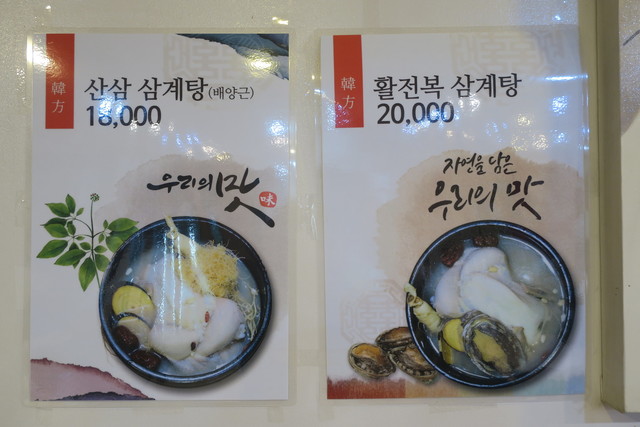 韓方
산삼 삼계탕(배양근)
18,000
우리의맛
味
韓方
활전복 삼계탕
20,000
자연을 담은
우리의 맛